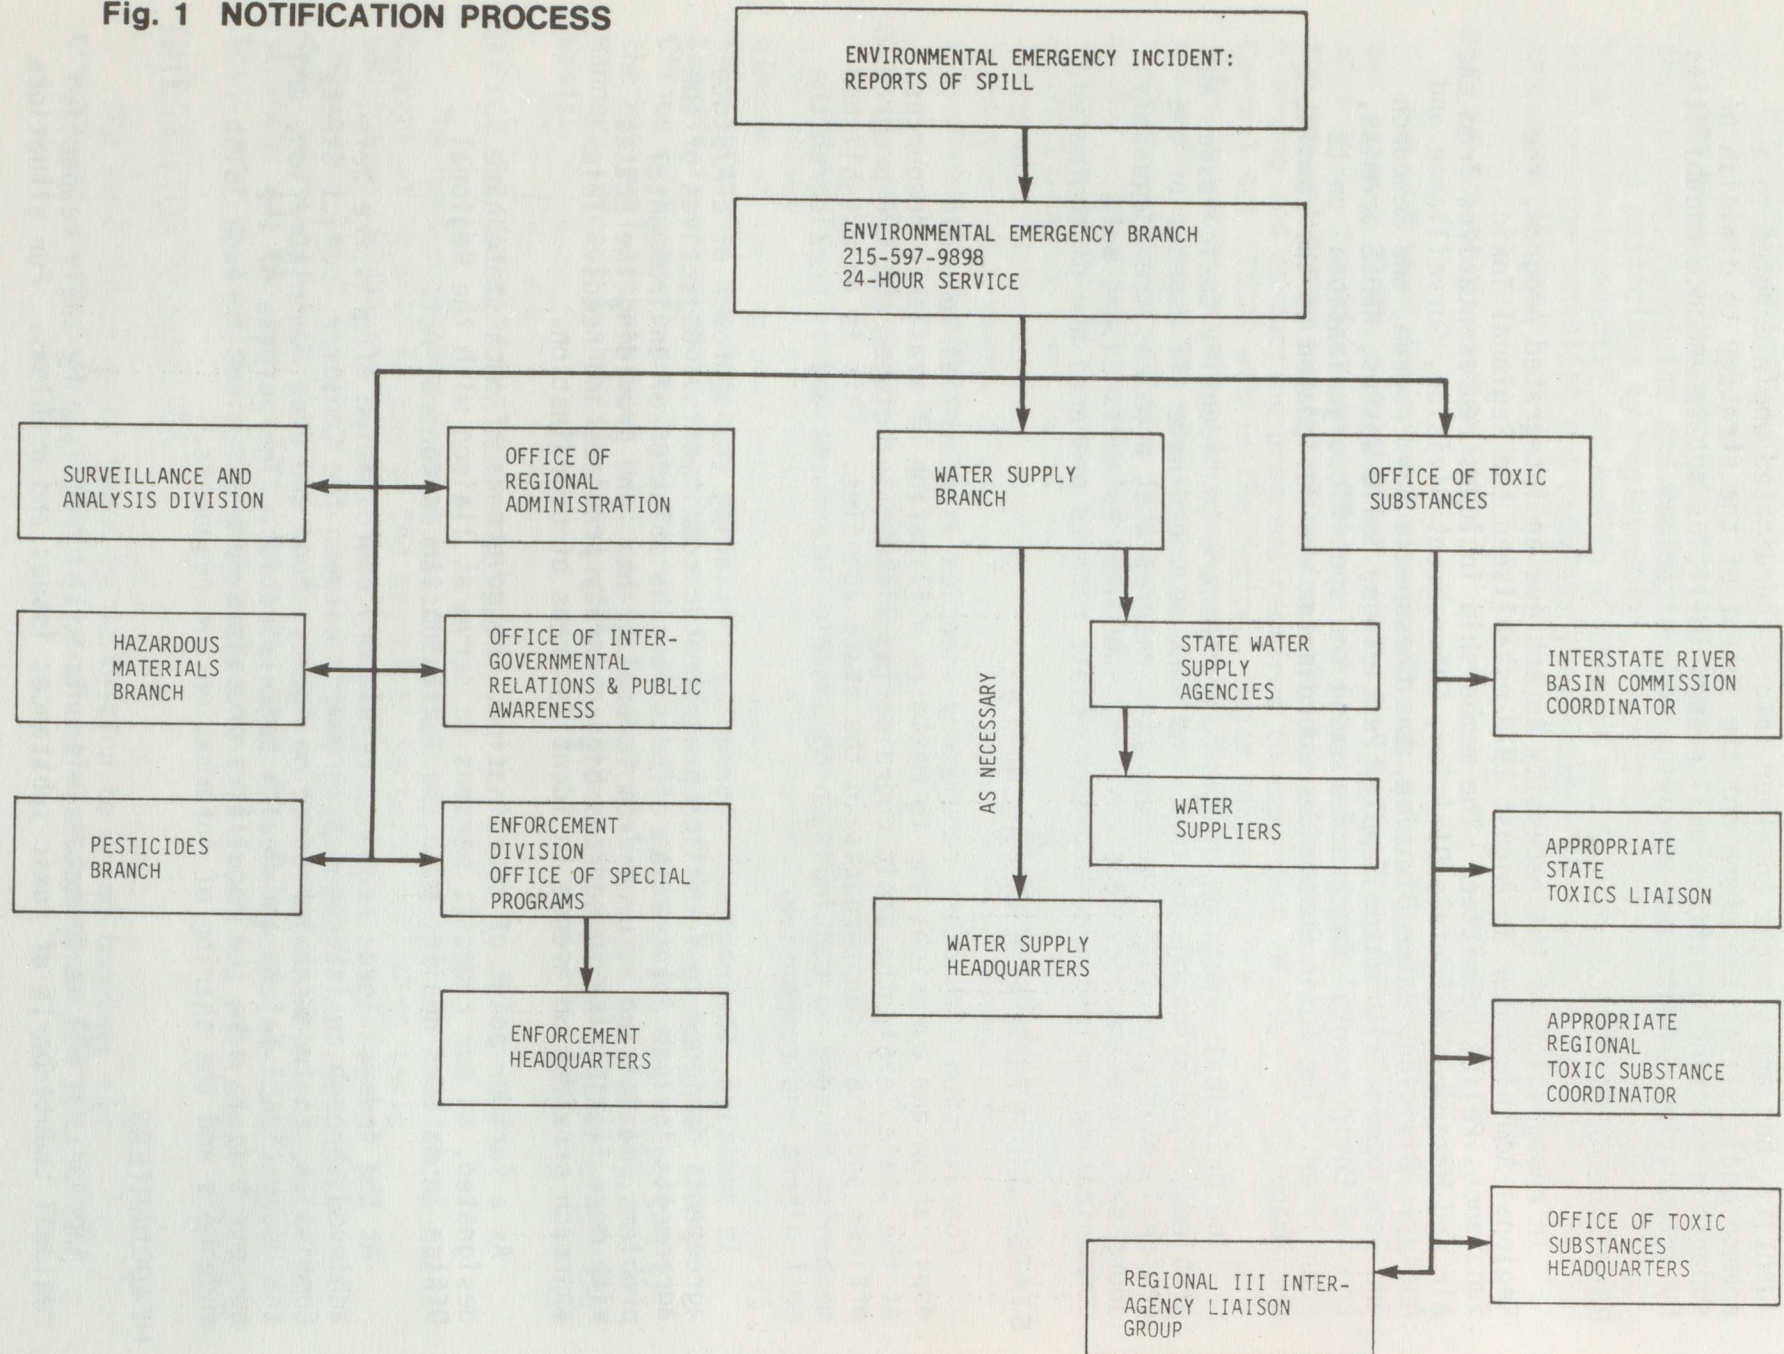 Fig. 1 NOTIFICATION PROCESS
ENVIRONMENTAL EMERGENCY INCIDENT:
REPORTS OF SPILL
ENVIRONMENTAL EMERGENCY BRANCH
215-597-9898
24-HOUR SERVICE
SURVEILLANCE AND
ANALYSIS DIVISION
OFFICE OF
REGIONAL
ADMINISTRATION
WATER SUPPLY
BRANCH
OFFICE OF TOXIC
SUBSTANCES
HAZARDOUS
MATERIALS
BRANCH
OFFICE OF INTER-
GOVERNMENTAL
RELATIONS & PUBLIC
AWARENESS
AS NECESSARY
STATE WATER
SUPPLY
AGENCIES
INTERSTATE RIVER
BASIN COMMISSION
COORDINATOR
PESTICIDES
BRANCH
ENFORCEMENT
DIVISION
OFFICE OF SPECIAL
PROGRAMS
WATER
SUPPLIERS
APPROPRIATE
STATE
TOXICS LIAISON
WATER SUPPLY
HEADQUARTERS
ENFORCEMENT
HEADQUARTERS
APPROPRIATE
REGIONAL
TOXIC SUBSTANCE
COORDINATOR
OFFICE OF TOXIC
SUBSTANCES
HEADQUARTERS
REGIONAL III INTER-
AGENCY LIAISON
GROUP